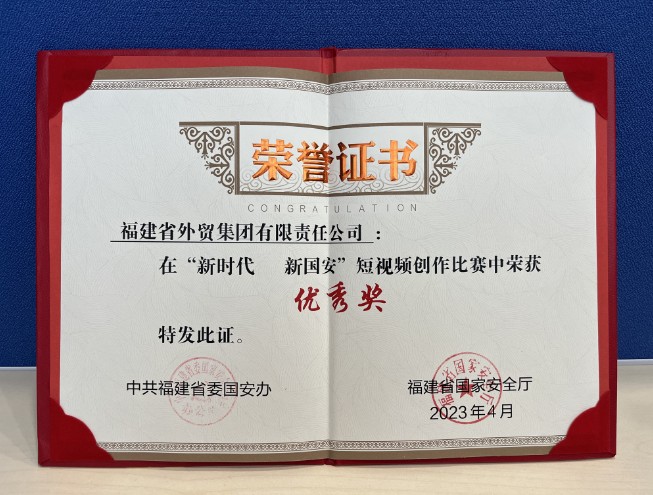 荣誉证书
CONGRATULATION
福建省外贸集团有限责任公司：
在“新时代 新国安”短视频创作比赛中荣获
优秀奖
特发此证。
中共福建省委国安办
福建省国家安全厅
2023年4月